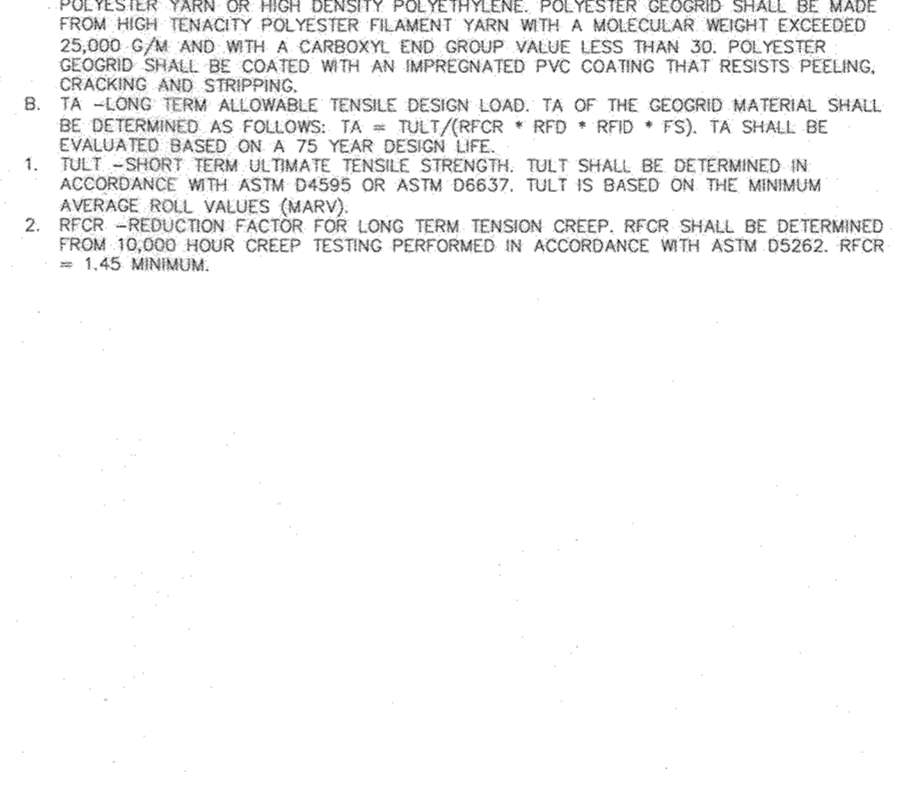 POLYESTER YARN OR HIGH DENSITY POLYETHYLENE. POLYESTER GEOGRID SHALL BE MADE
FROM HIGH TENACITY POLYESTER FILAMENT YARN WITH A MOLECULAR WEIGHT EXCEEDED
25,000 G/M AND WITH A CARBOXYL END GROUP VALUE LESS THAN 30. POLYESTER
GEOGRID SHALL BE COATED WITH AN IMPREGNATED PVC COATING THAT RESISTS PEELING,
CRACKING AND STRIPPING.
B. TA -LONG TERM ALLOWABLE TENSILE DESIGN LOAD. TA OF THE GEOGRID MATERIAL SHALL
BE DETERMINED AS FOLLOWS: TA = TULT/(RFCR * RFD * RFID * FS). TA SHALL BE
EVALUATED BASED ON A 75 YEAR DESIGN LIFE.
1. TULT -SHORT TERM ULTIMATE TENSILE STRENGTH. TULT SHALL BE DETERMINED IN
ACCORDANCE WITH ASTM D4595 OR ASTM D6637. TULT IS BASED ON THE MINIMUM
AVERAGE ROLL VALUES (MARV).
2. RFCR -REDUCTION FACTOR FOR LONG TERM TENSION CREEP. RFCR SHALL BE DETERMINED
FROM 10,000 HOUR CREEP TESTING PERFORMED IN ACCORDANCE WITH ASTM D5262. RFCR
= 1.45 MINIMUM.